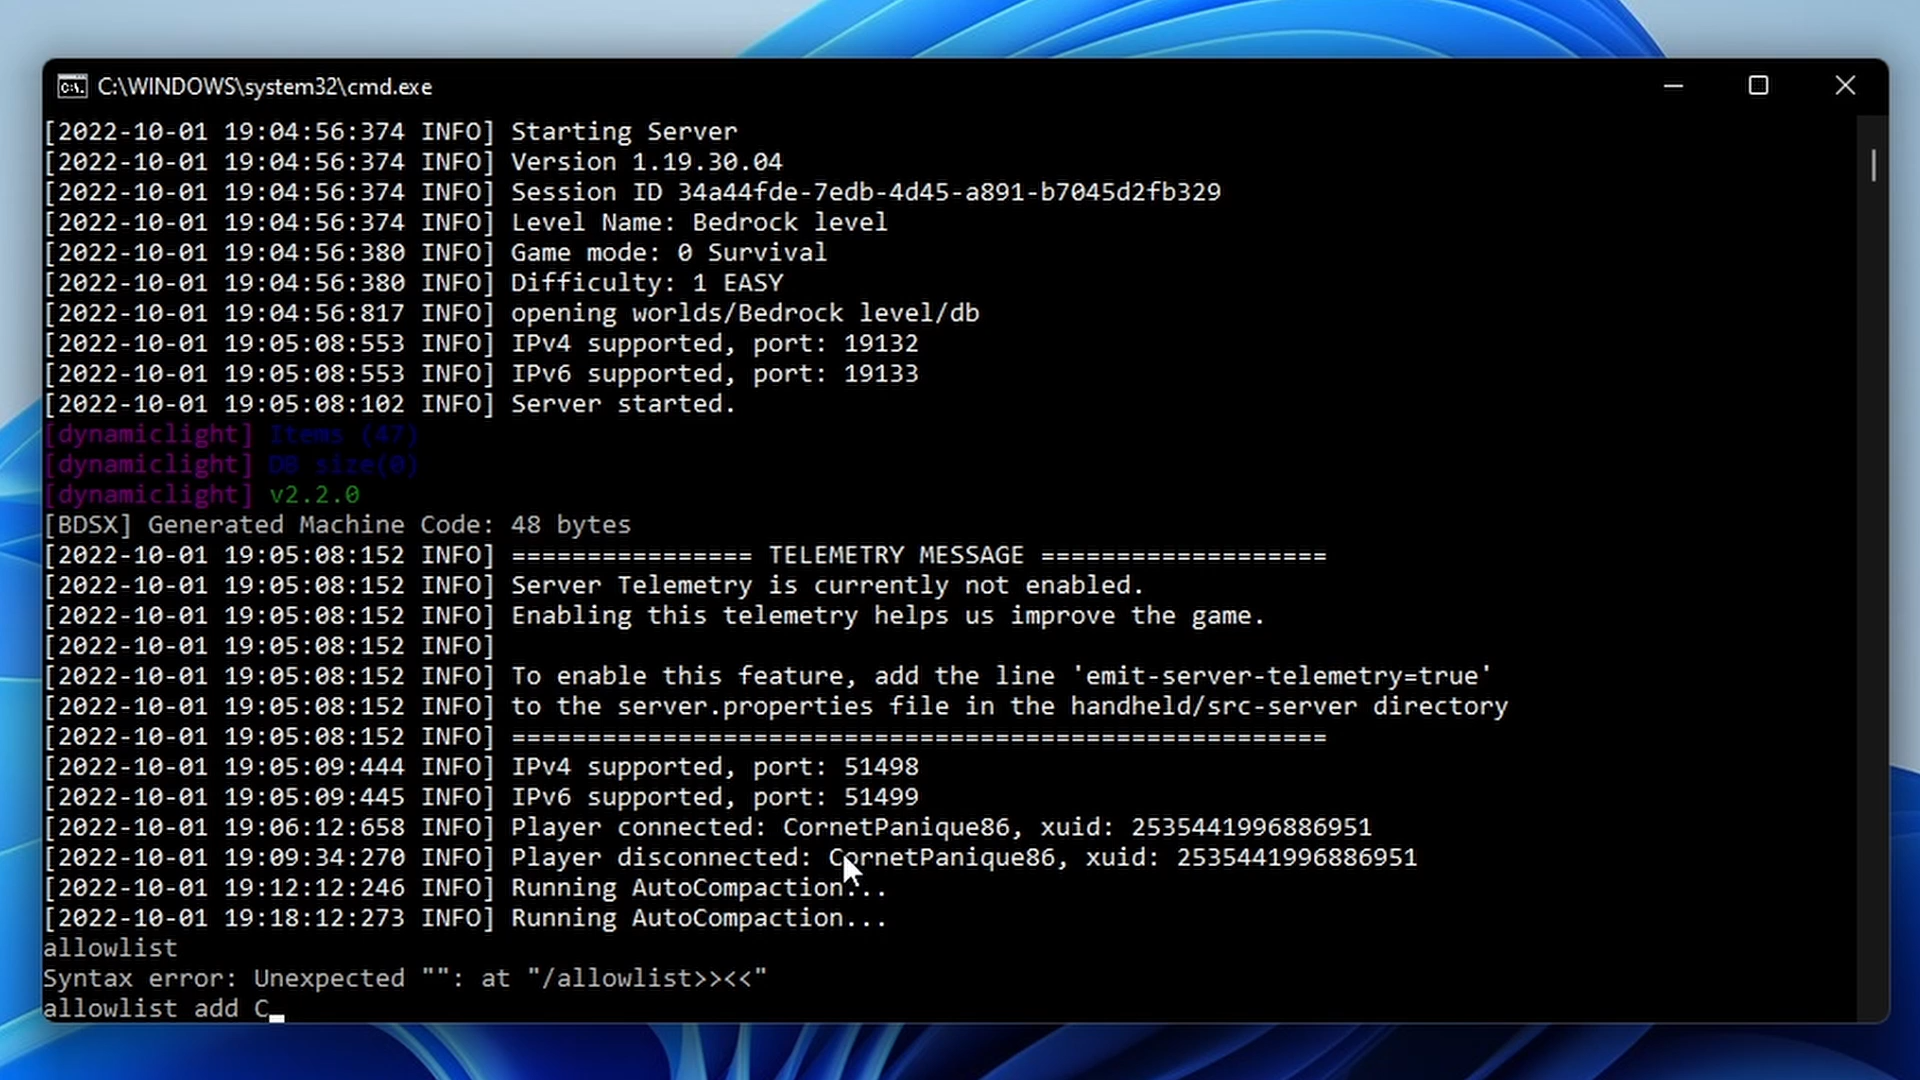 C:\WINDOWS\system32\cmd.exe
[2022-10-01 19:04:56:374 INFO] Starting Server
[2022-10-01 19:04:56:374 INFO] Version 1.19.30.04
[2022-10-01 19:04:56:374 INFO] Session ID 34a44fde-7edb-4d45-a891-b7045d2fb329
[2022-10-01 19:04:56:374 INFO] Level Name: Bedrock level
[2022-10-01 19:04:56:380 INFO] Game mode: 0 Survival
[2022-10-01 19:04:56:380 INFO] Difficulty: 1 EASY
[2022-10-01 19:04:56:817 INFO] opening worlds/Bedrock level/db
[2022-10-01 19:05:08:553 INFO] IPv4 supported, port: 19132
[2022-10-01 19:05:08:553 INFO] IPv6 supported, port: 19133
[2022-10-01 19:05:08:102 INFO] Server started.
[dynamiclight] Items (47)
[dynamiclight] DB size(0)
[dynamiclight] v2.2.0
[BDSX] Generated Machine Code: 48 bytes
[2022-10-01 19:05:08:152 INFO] ================ TELEMETRY MESSAGE ===================
[2022-10-01 19:05:08:152 INFO] Server Telemetry is currently not enabled.
[2022-10-01 19:05:08:152 INFO] Enabling this telemetry helps us improve the game.
[2022-10-01 19:05:08:152 INFO]
[2022-10-01 19:05:08:152 INFO] To enable this feature, add the line 'emit-server-telemetry=true'
[2022-10-01 19:05:08:152 INFO] to the server.properties file in the handheld/src-server directory
[2022-10-01 19:05:08:152 INFO] ======================================================
[2022-10-01 19:05:09:444 INFO] IPv4 supported, port: 51498
[2022-10-01 19:05:09:445 INFO] IPv6 supported, port: 51499
[2022-10-01 19:06:12:658 INFO] Player connected: CornetPanique86, xuid: 2535441996886951
[2022-10-01 19:09:34:270 INFO] Player disconnected: CornetPanique86, xuid: 2535441996886951
[2022-10-01 19:12:12:246 INFO] Running AutoCompaction...
[2022-10-01 19:18:12:273 INFO] Running AutoCompaction...
allowlist
Syntax error: Unexpected "": at "/allowlist>><<"
allowlist add C